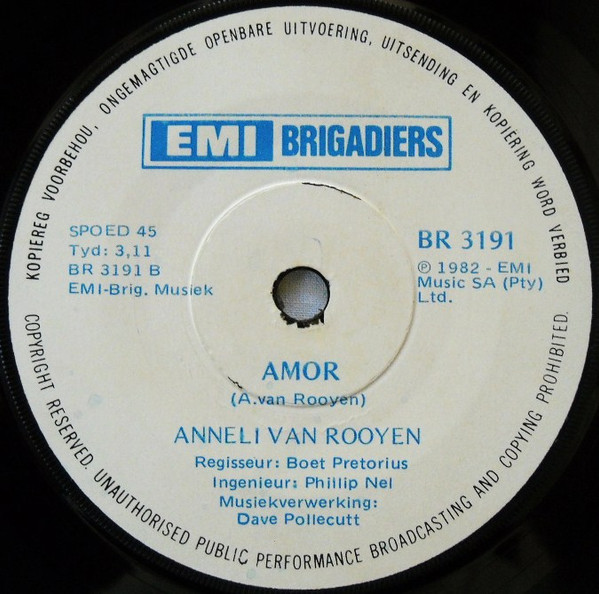 KOPIEREG VOORBEHOU, ONGEMAGTIGDE OPENBARE UITVOERING, UITSENDING EN KOPIERING WORD VERBIED
EMI BRIGADIERS
SPOED 45
Tyd: 3,11
BR 3191 B
EMI-Brig. Musiek
BR 3191
℗ 1982 - EMI
Music SA (Pty)
Ltd.
AMOR
(A.van Rooyen)
ANNELI VAN ROOYEN
Regisseur: Boet Pretorius
Ingenieur: Phillip Nel
Musiekverwerking:
Dave Pollecutt
COPYRIGHT RESERVED. UNAUTHORISED PUBLIC PERFORMANCE BROADCASTING AND COPYING PROHIBITED.